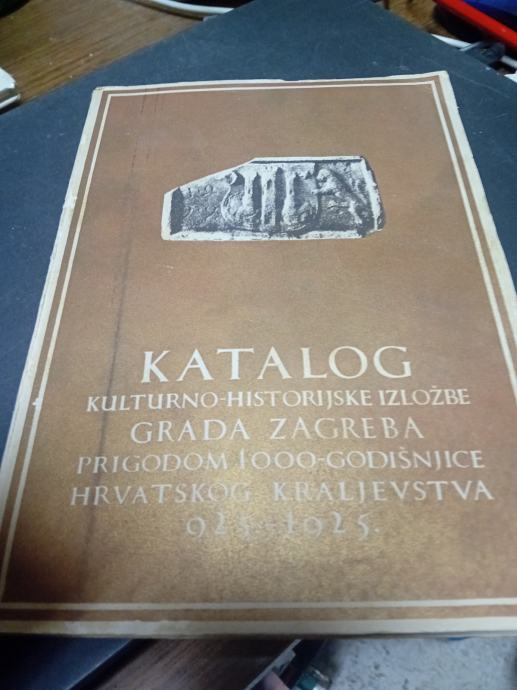 KATALOG
KULTURNO-HISTORIJSKE IZLOŽBE
GRADA ZAGREBA
PRIGODOM 1000-GODIŠNJICE
HRVATSKOG KRALJEVSTVA
925-1925.